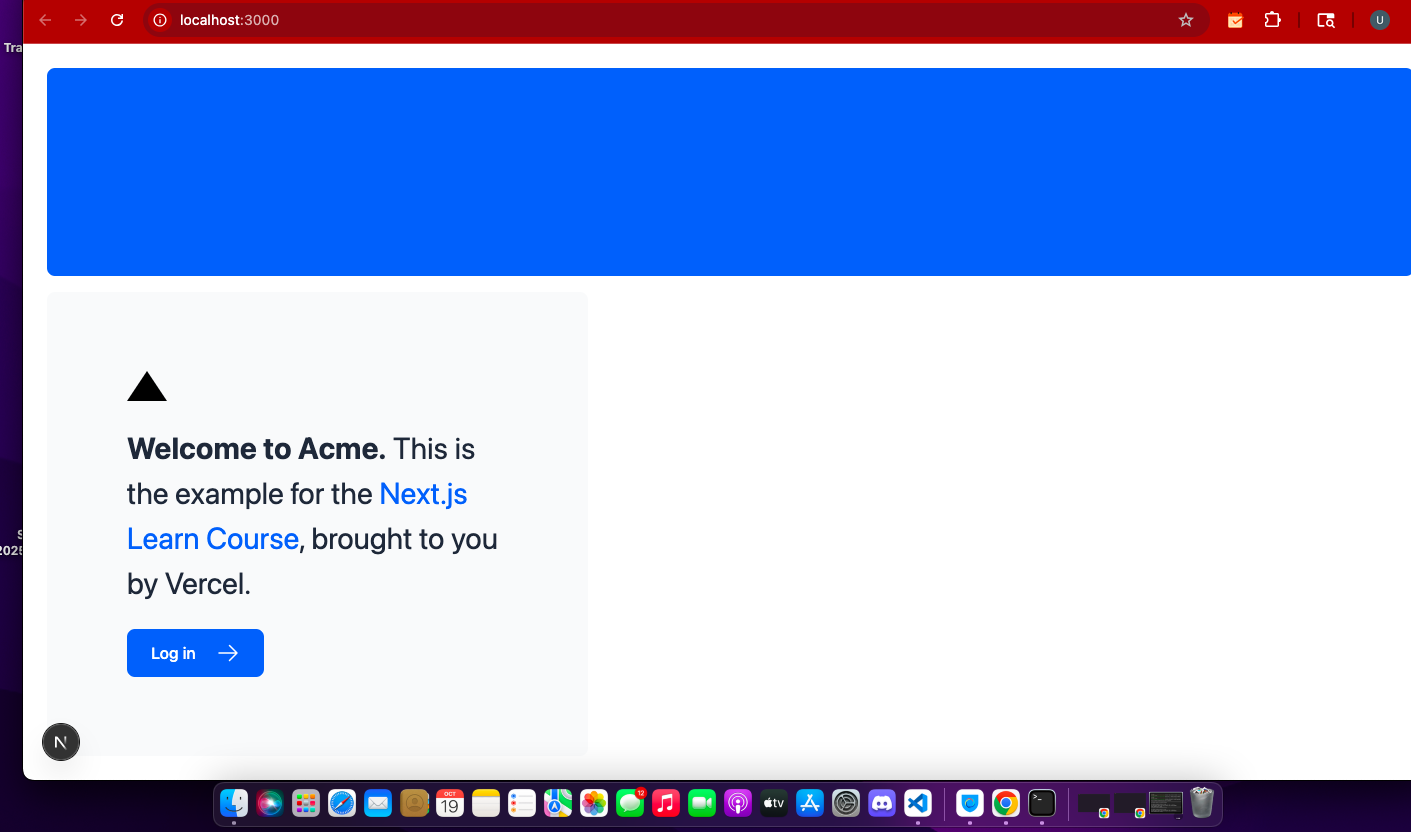 localhost:3000
U
Tra
Welcome to Acme. This is
the example for the Next.js
Learn Course, brought to you
by Vercel.
S
2025
Log in
N
OCT
19
12
tv